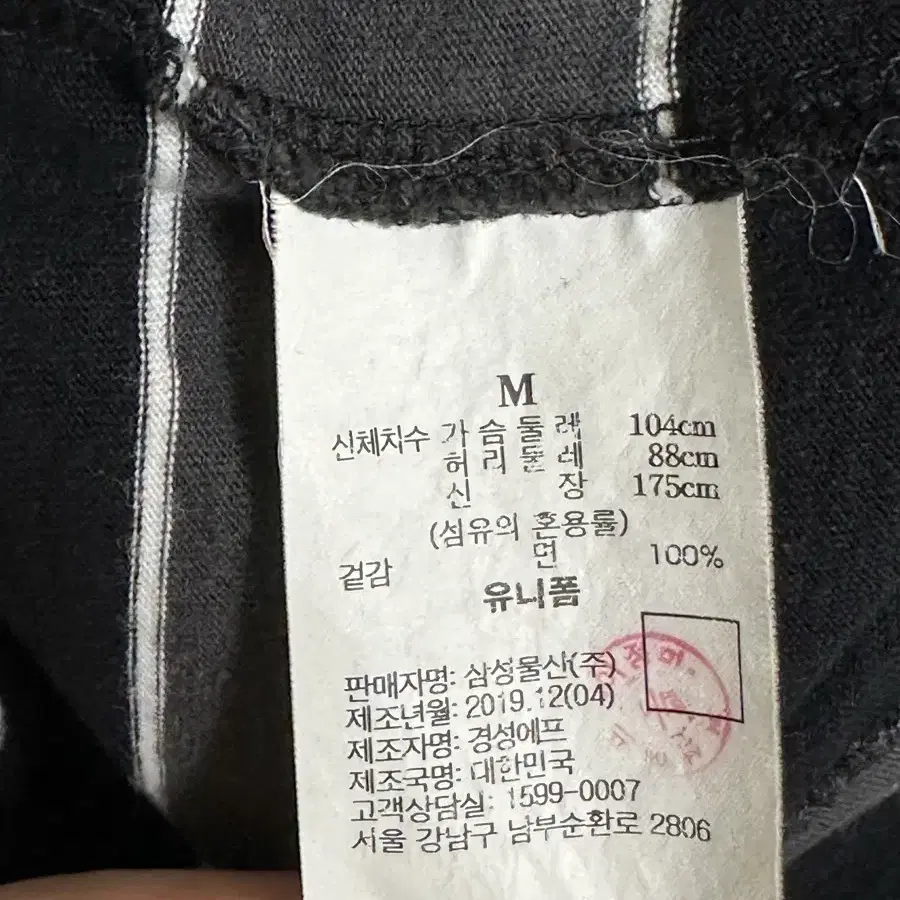 M
신체치수 가슴둘레 104cm
허리둘레 88cm
신 장 175cm
(섬유의 혼용률)
겉감 면 100%
유니폼
판매자명: 삼성물산(주)
제조년월: 2019.12(04)
제조자명: 경성에프
제조국명: 대한민국
고객상담실: 1599-0007
서울 강남구 남부순환로 2806